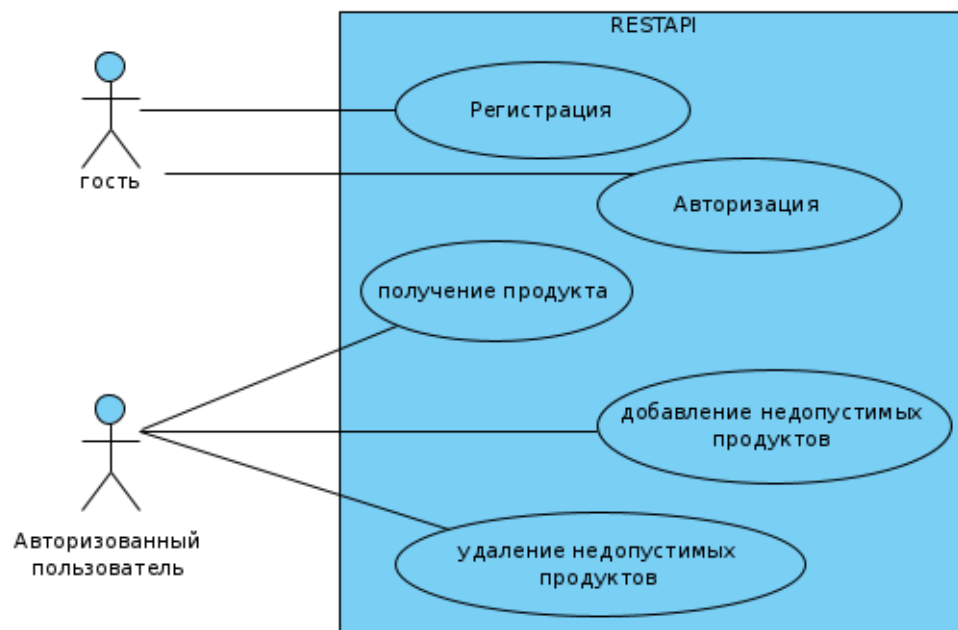 RESTAPI
Регистрация
гость
Авторизация
получение продукта
добавление недопустимых
продуктов
Авторизованный
пользователь
удаление недопустимых
продуктов